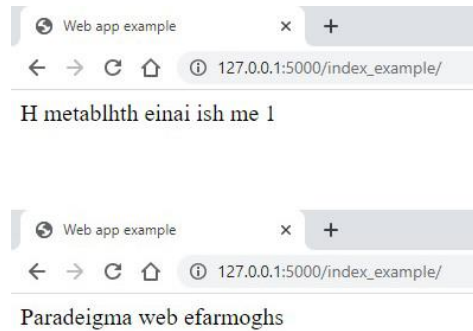 Web app example
127.0.0.1:5000/index_example/
H metablhth einai ish me 1
Web app example
127.0.0.1:5000/index_example/
Paradeigma web efarmoghs